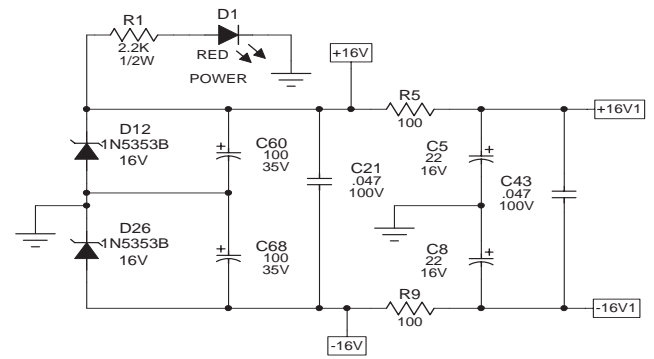 R1
2.2K
1/2W
D1
RED
POWER
+16V
R5
100
+16V1
D12
1N5353B
16V
C60
100
35V
C21
.047
100V
C5
22
16V
C43
.047
100V
D26
1N5353B
16V
C68
100
35V
C8
22
16V
R9
100
-16V1
-16V